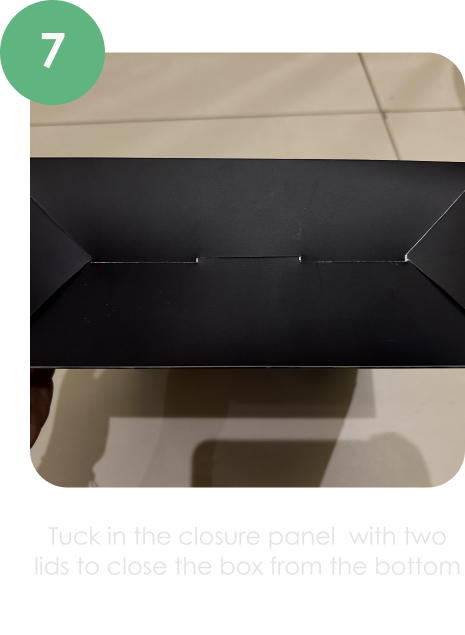 7
Tuck in the closure panel with two
lids to close the box from the bottom